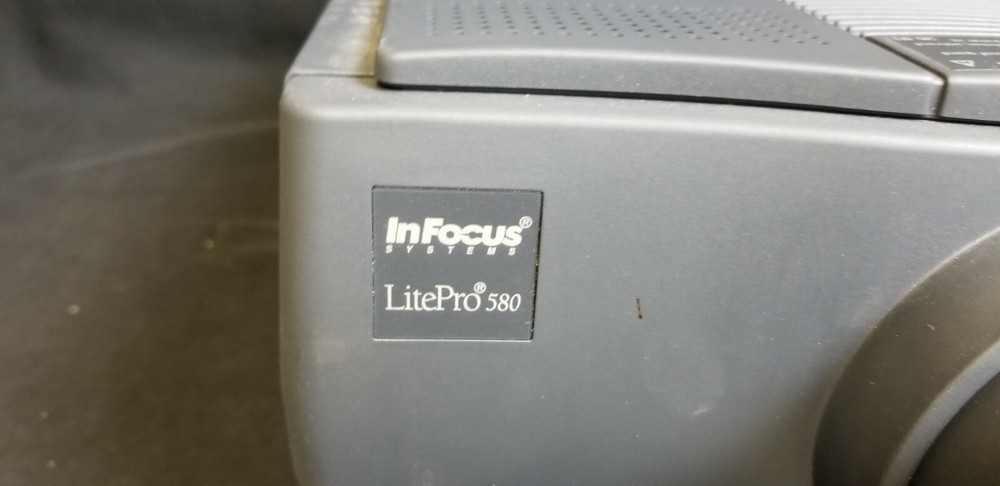 InFocus®
SYSTEMS
LitePro® 580